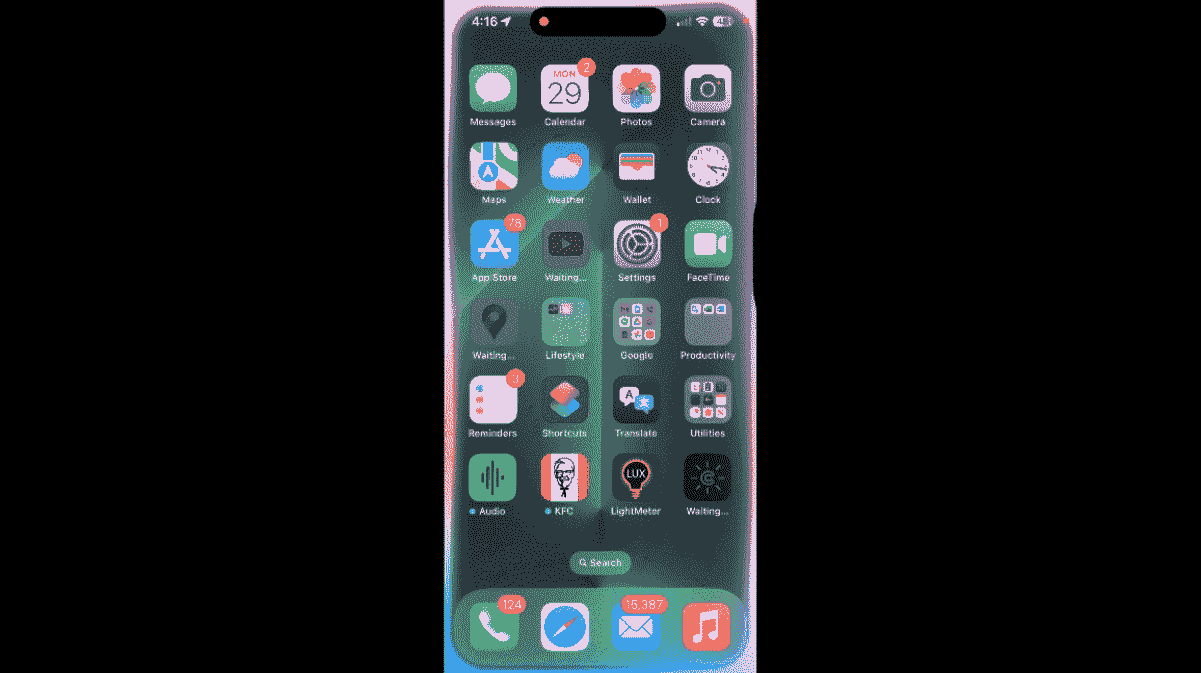 4:16
2
MON
29
Messages Calendar Photos Camera
Maps Weather Wallet Clock
78 1
App Store Waiting... Settings FaceTime
Waiting... Lifestyle Google Productivity
3
Reminders Shortcuts Translate Utilities
A
LUX
Audio KFC LightMeter Waiting...
Search
124 15,387